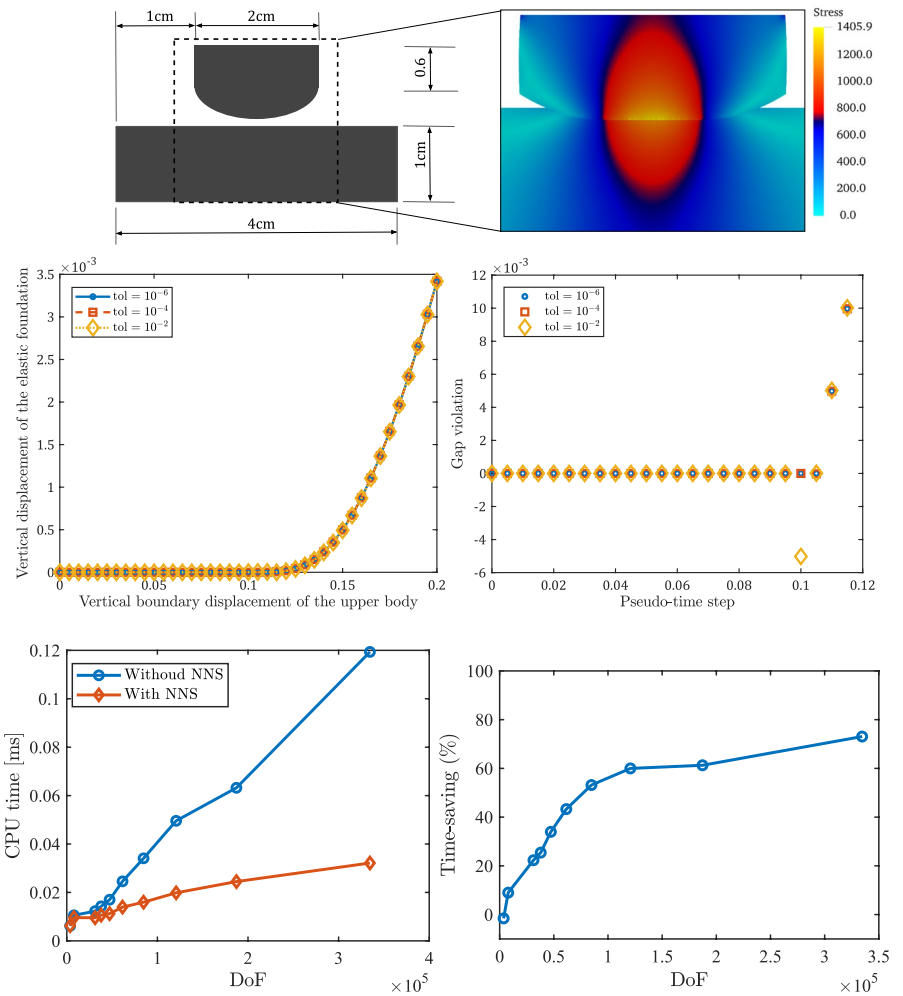 1cm
2cm
0.6
1cm
4cm
Stress
1405.9
1200.0
1000.0
800.0
600.0
400.0
200.0
0.0
×10⁻³
3.5
3
2.5
2
1.5
1
0.5
0
Vertical displacement of the elastic foundation
tol = 10⁻⁶
tol = 10⁻⁴
tol = 10⁻²
0 0.05 0.1 0.15 0.2
Vertical boundary displacement of the upper body
×10⁻³
12
10
8
6
4
2
0
-2
-4
-6
Gap violation
tol = 10⁻⁶
tol = 10⁻⁴
tol = 10⁻²
0 0.02 0.04 0.06 0.08 0.1 0.12
Pseudo-time step
0.12
0.1
0.08
0.06
0.04
0.02
0
CPU time [ms]
Withoud NNS
With NNS
0 1 2 3 4
DoF
×10⁵
100
80
60
40
20
0
Time-saving (%)
0 0.5 1 1.5 2 2.5 3 3.5
DoF
×10⁵